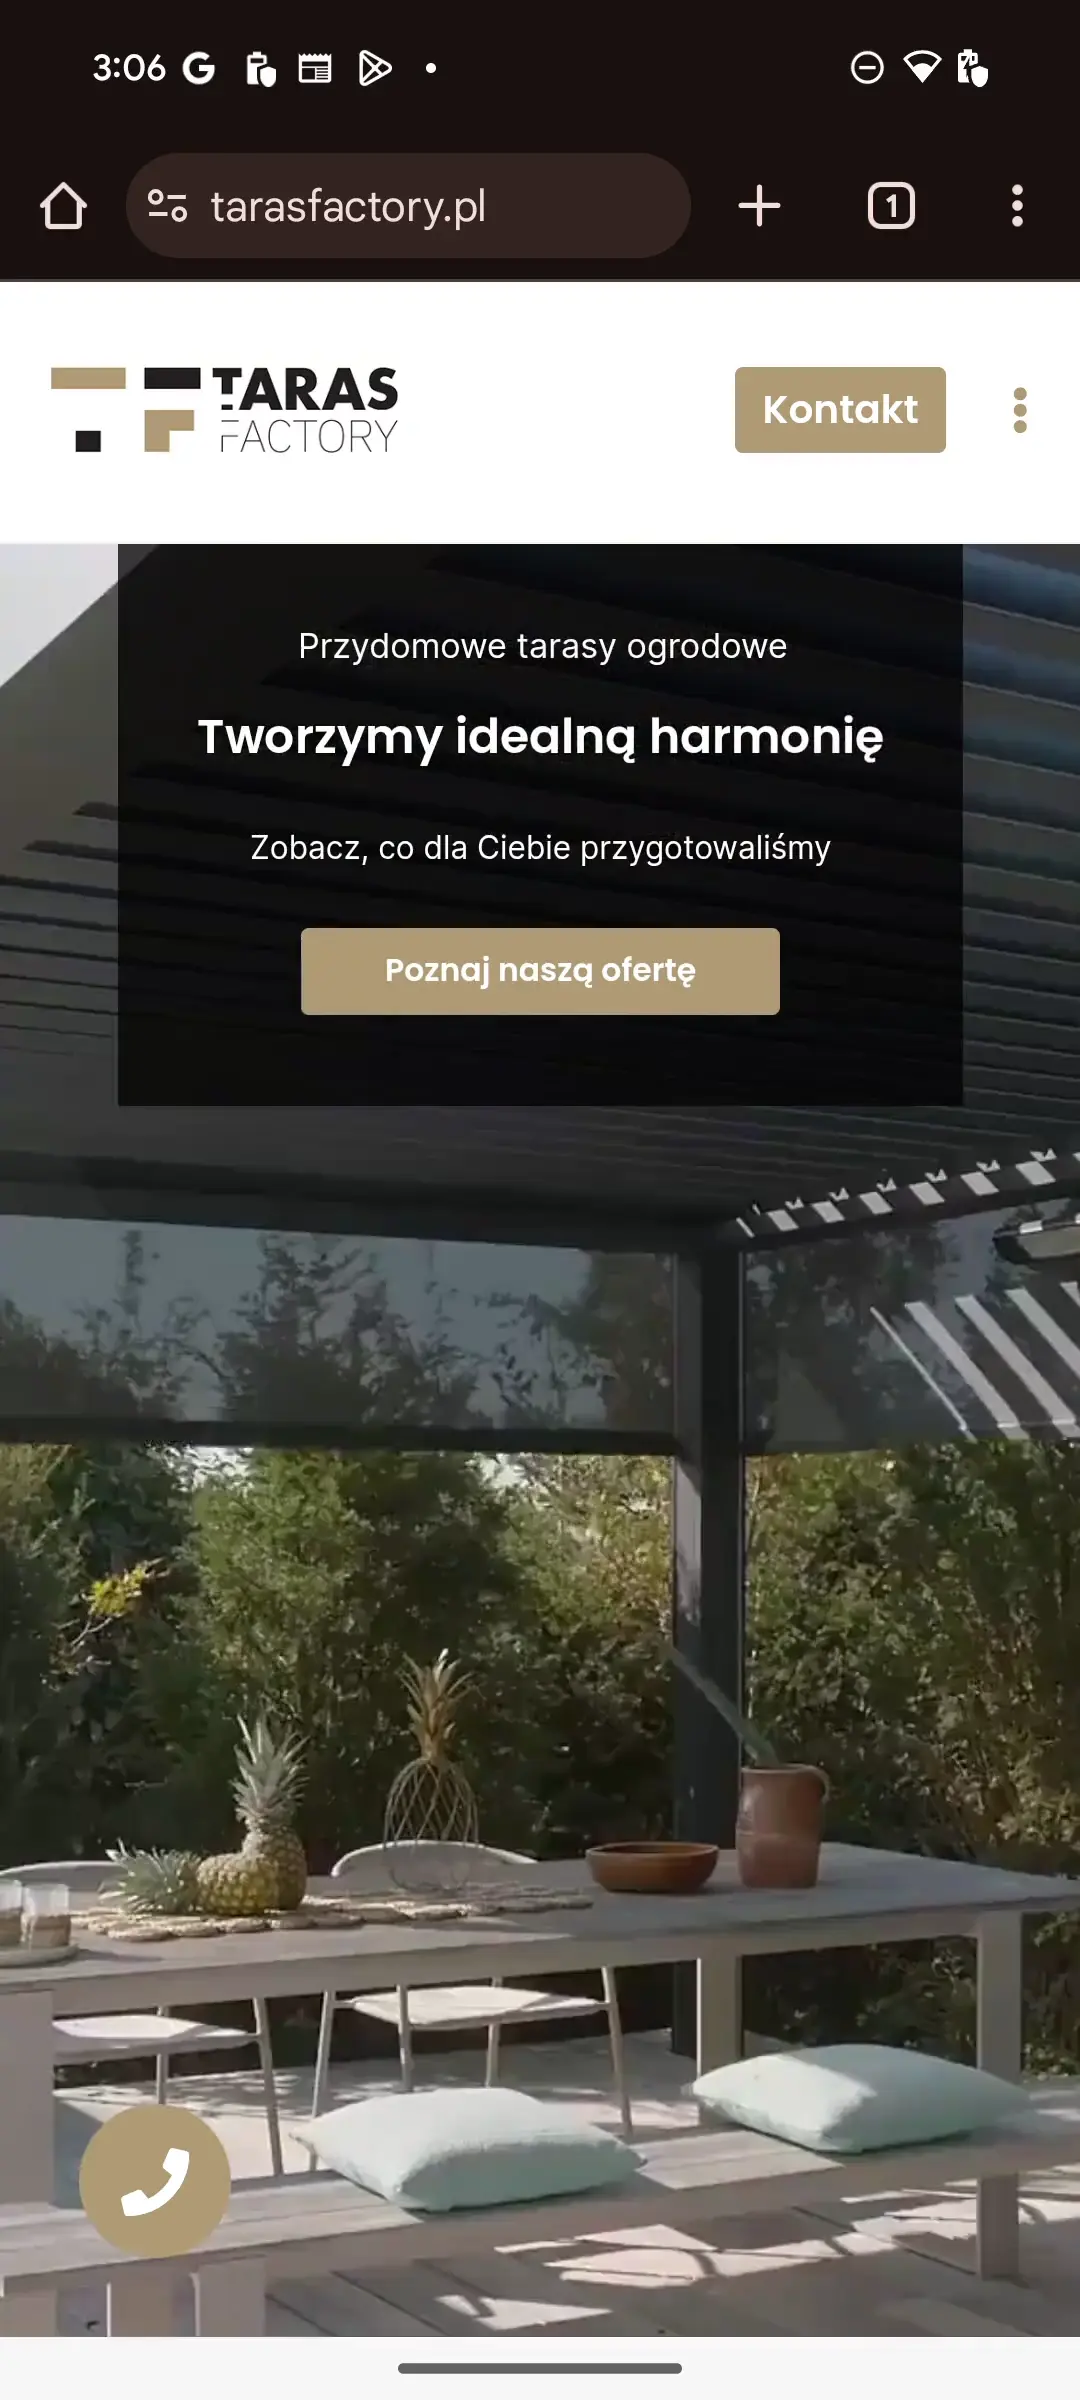 3:06
tarasfactory.pl
1
TARAS
FACTORY
Kontakt
Przydomowe tarasy ogrodowe
Tworzymy idealną harmonię
Zobacz, co dla Ciebie przygotowaliśmy
Poznaj naszą ofertę